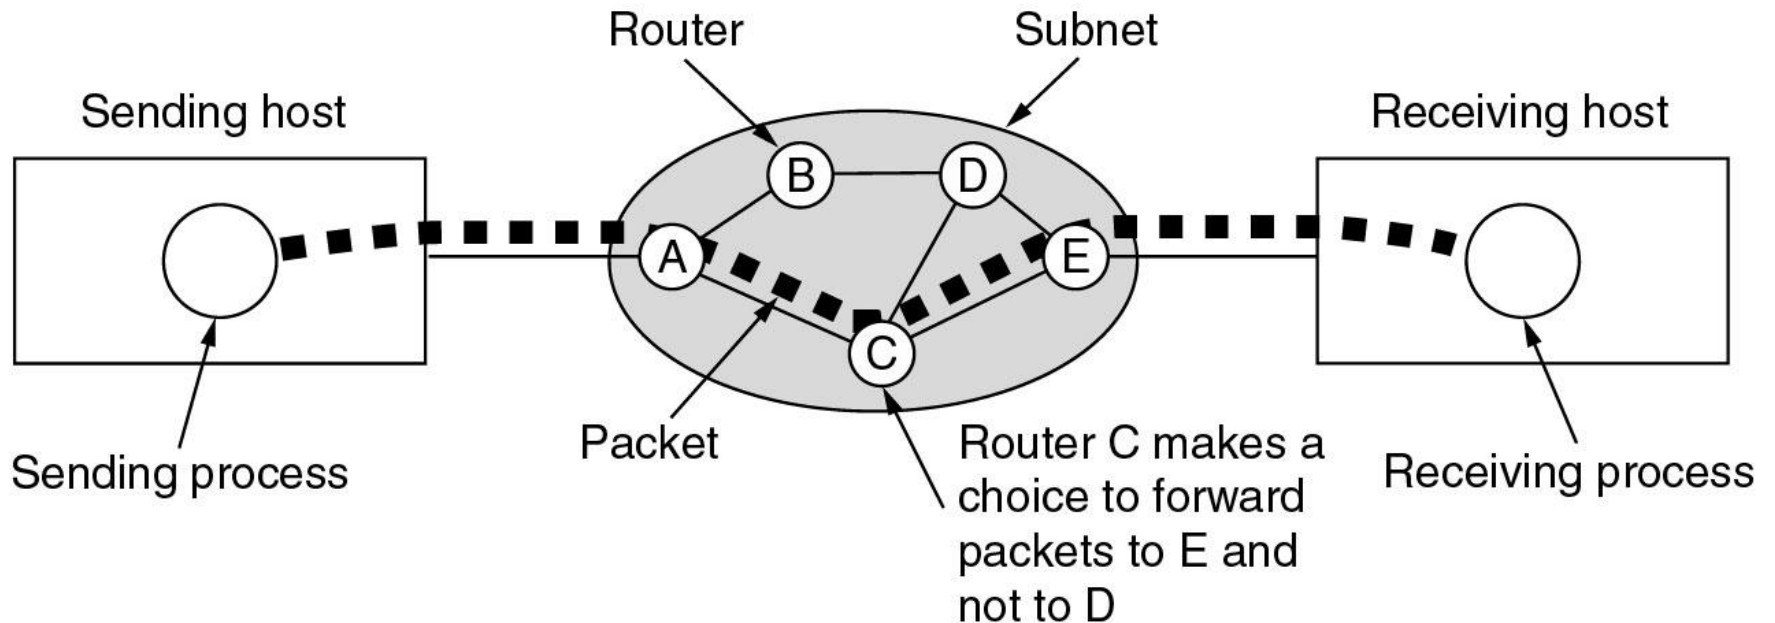 Router
Subnet
Sending host
Receiving host
B
D
A
E
C
Packet
Router C makes a
choice to forward
packets to E and
not to D
Sending process
Receiving process